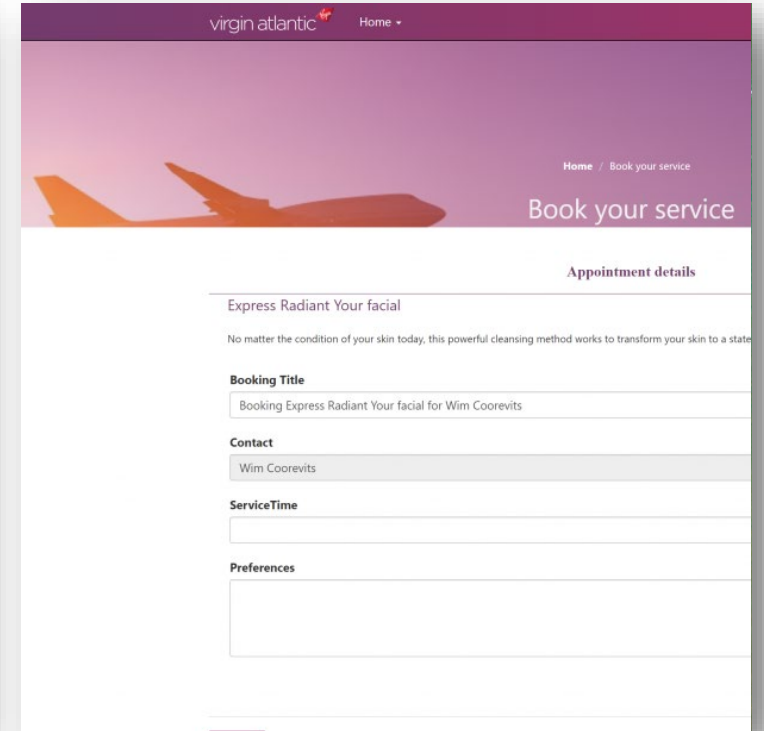 virgin atlantic Home
Home / Book your service
Book your service
Appointment details
Express Radiant Your facial
No matter the condition of your skin today, this powerful cleansing method works to transform your skin to a state
Booking Title
Booking Express Radiant Your facial for Wim Coorevits
Contact
Wim Coorevits
ServiceTime
Preferences